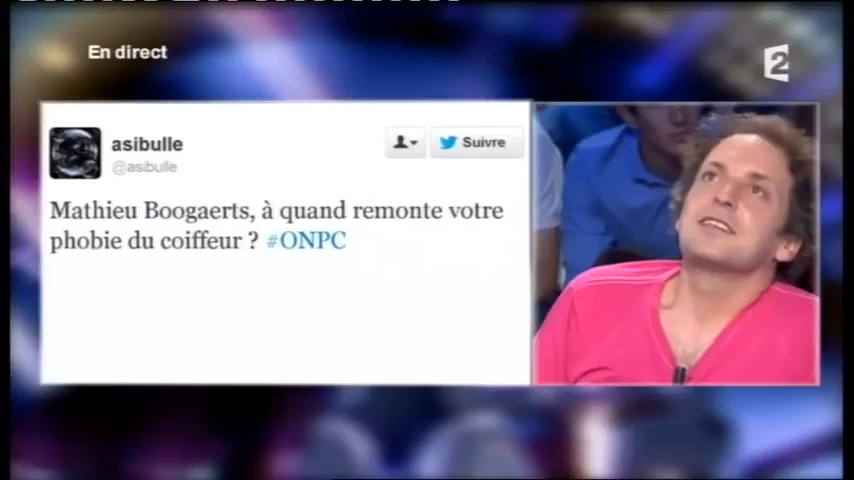 En direct
2
asibulle
@asibulle
Suivre
Mathieu Boogaerts, à quand remonte votre
phobie du coiffeur ? #ONPC